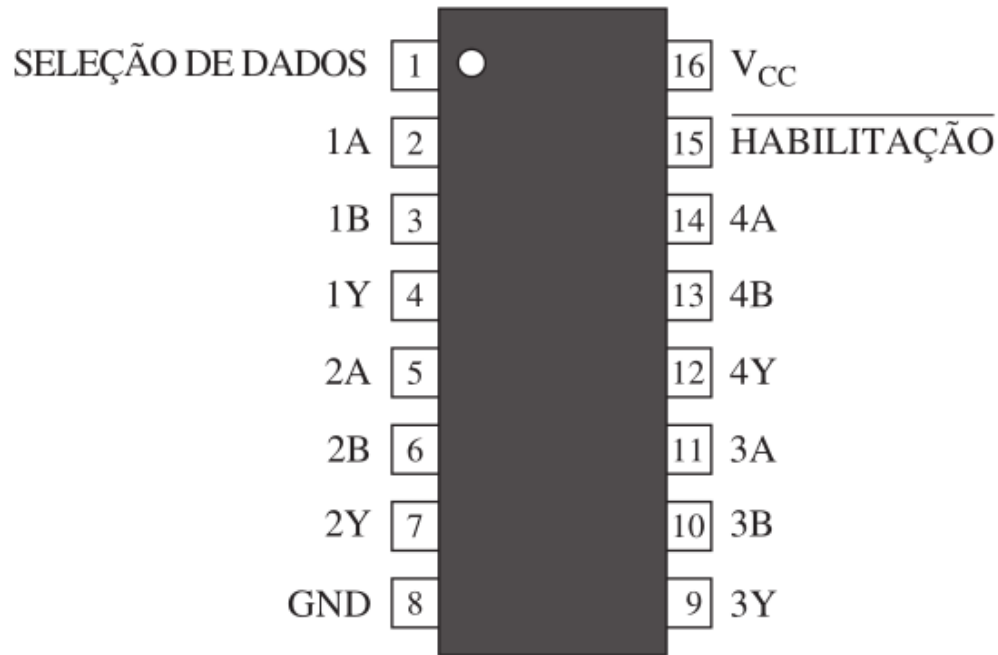 SELEÇÃO DE DADOS 1 16 VCC
1A 2 15 HABILITAÇÃO
1B 3 14 4A
1Y 4 13 4B
2A 5 12 4Y
2B 6 11 3A
2Y 7 10 3B
GND 8 9 3Y